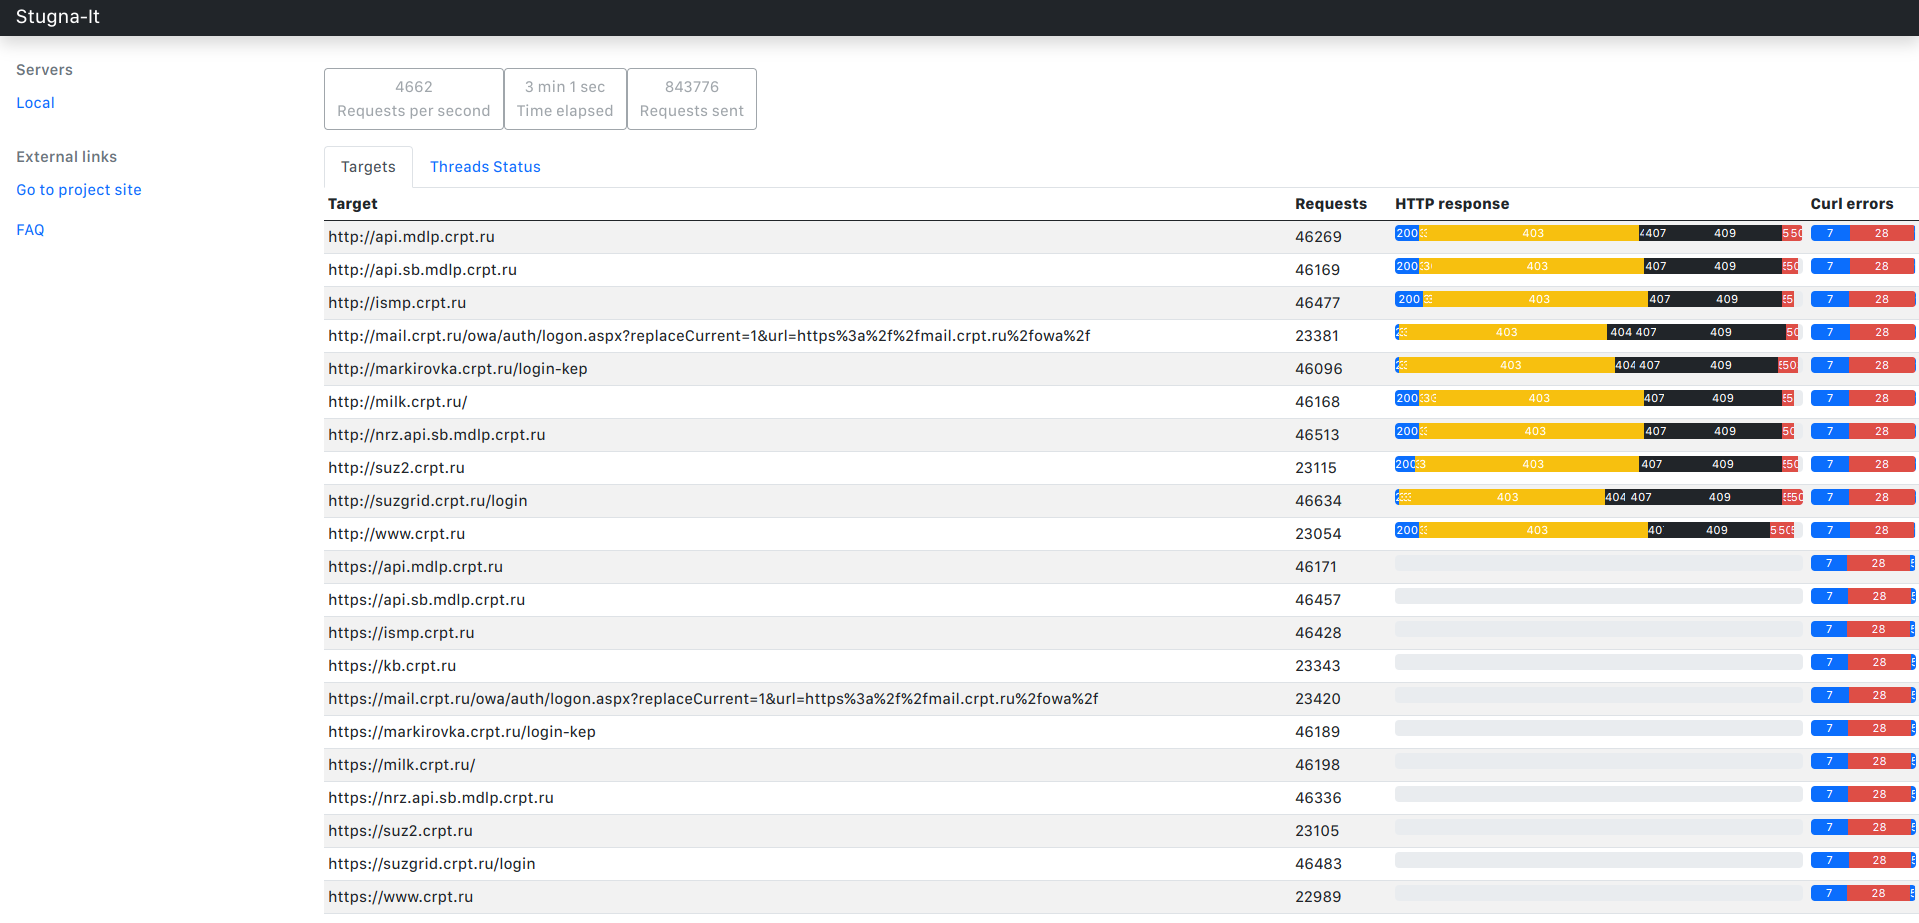 Stugna-It
Servers
Local
External links
Go to project site
FAQ
4662
Requests per second
3 min 1 sec
Time elapsed
843776
Requests sent
Targets Threads Status
Target Requests HTTP response Curl errors
http://api.mdlp.crpt.ru 46269 200 403 407 409 7 28
http://api.sb.mdlp.crpt.ru 46169 200 403 407 409 7 28
http://ismp.crpt.ru 46477 200 403 407 409 7 28
http://mail.crpt.ru/owa/auth/logon.aspx?replaceCurrent=1&url=https%3a%2f%2fmail.crpt.ru%2fowa%2f 23381 403 404 407 409 7 28
http://markirovka.crpt.ru/login-kep 46096 403 404 407 409 7 28
http://milk.crpt.ru/ 46168 200 403 407 409 7 28
http://nrz.api.sb.mdlp.crpt.ru 46513 200 403 407 409 7 28
http://suz2.crpt.ru 23115 200 403 407 409 7 28
http://suzgrid.crpt.ru/login 46634 403 404 407 409 7 28
http://www.crpt.ru 23054 200 403 409 7 28
https://api.mdlp.crpt.ru 46171 7 28
https://api.sb.mdlp.crpt.ru 46457 7 28
https://ismp.crpt.ru 46428 7 28
https://kb.crpt.ru 23343 7 28
https://mail.crpt.ru/owa/auth/logon.aspx?replaceCurrent=1&url=https%3a%2f%2fmail.crpt.ru%2fowa%2f 23420 7 28
https://markirovka.crpt.ru/login-kep 46189 7 28
https://milk.crpt.ru/ 46198 7 28
https://nrz.api.sb.mdlp.crpt.ru 46336 7 28
https://suz2.crpt.ru 23105 7 28
https://suzgrid.crpt.ru/login 46483 7 28
https://www.crpt.ru 22989 7 28